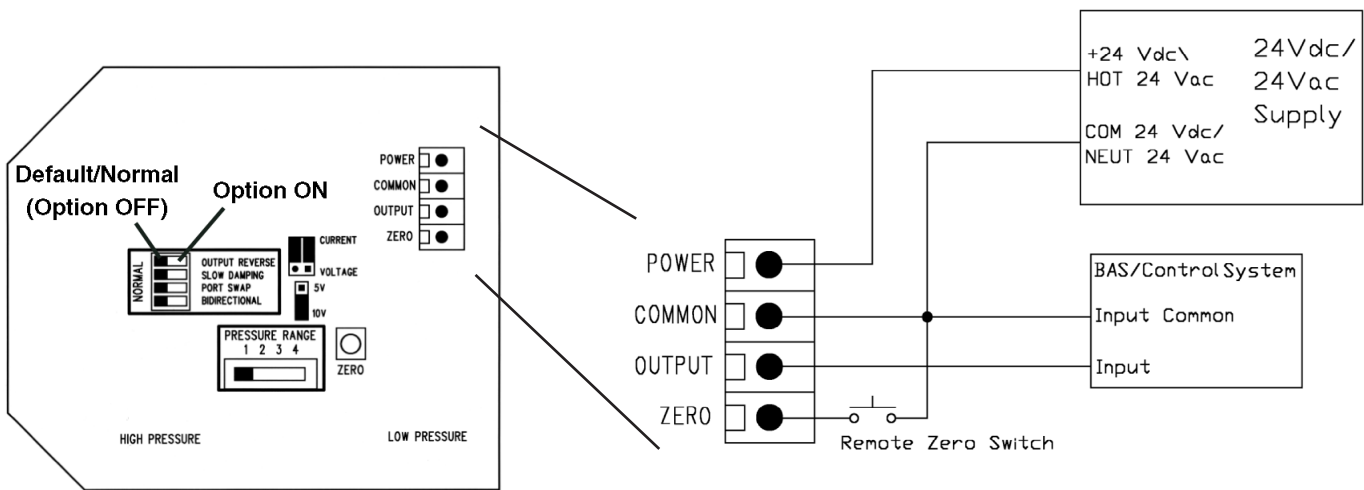 Default/Normal
(Option OFF)
Option ON
NORMAL
OUTPUT REVERSE
SLOW DAMPING
PORT SWAP
BIDIRECTIONAL
CURRENT
VOLTAGE
5V
10V
PRESSURE RANGE
1 2 3 4
ZERO
HIGH PRESSURE
LOW PRESSURE
POWER
COMMON
OUTPUT
ZERO
POWER
COMMON
OUTPUT
ZERO
Remote Zero Switch
+24 Vdc\
HOT 24 Vac
COM 24 Vdc/
NEUT 24 Vac
24Vdc/
24Vac
Supply
BAS/Control System
Input Common
Input